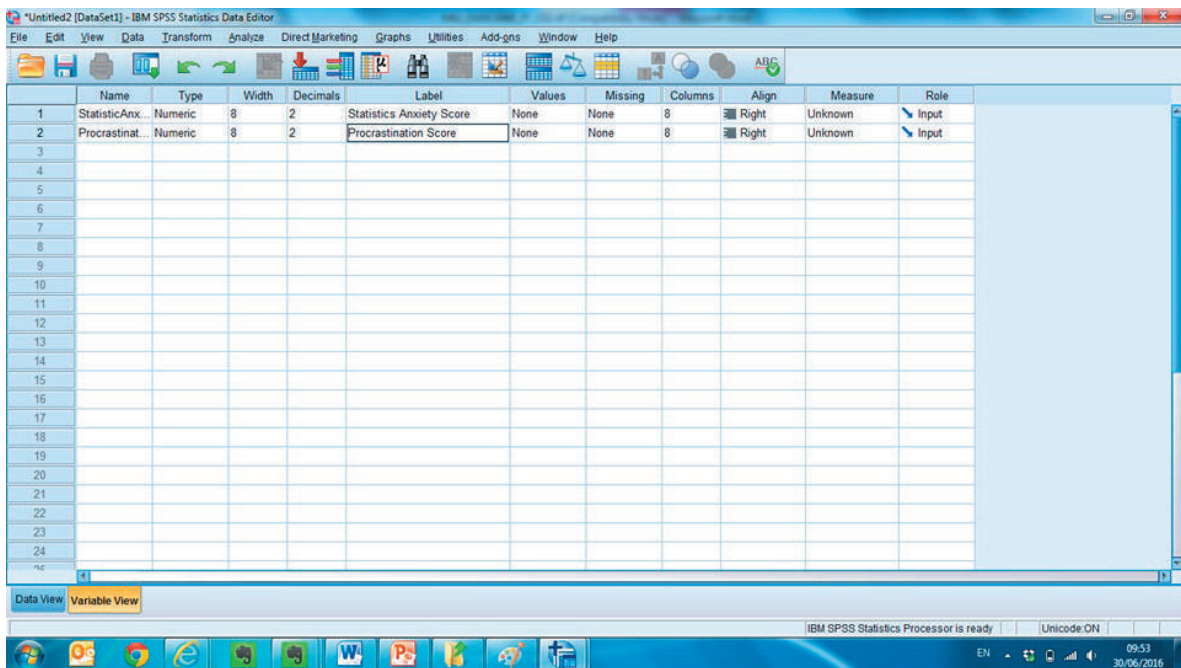 *Untitled2 [DataSet1] - IBM SPSS Statistics Data Editor
File Edit View Data Transform Analyze Direct Marketing Graphs Utilities Add-ons Window Help
Name Type Width Decimals Label Values Missing Columns Align Measure Role
1 StatisticAnx... Numeric 8 2 Statistics Anxiety Score None None 8 Right Unknown Input
2 Procrastinat... Numeric 8 2 Procrastination Score None None 8 Right Unknown Input
3
4
5
6
7
8
9
10
11
12
13
14
15
16
17
18
19
20
21
22
23
24
Data View Variable View
IBM SPSS Statistics Processor is ready Unicode:ON
EN 09:53
30/06/2016